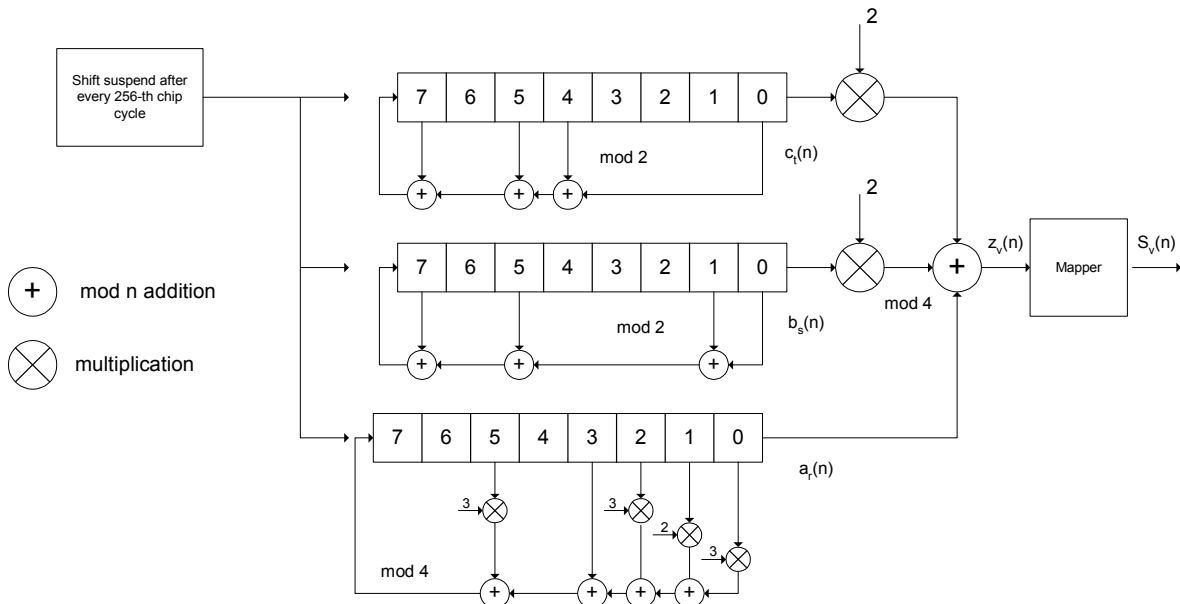 2
Shift suspend after
every 256-th chip
cycle
7 6 5 4 3 2 1 0
mod 2
c_t(n)
+ + +
2
7 6 5 4 3 2 1 0
mod 2
b_s(n)
+ + +
+
mod 4
z_v(n)
Mapper
S_v(n)
+ mod n addition
multiplication
7 6 5 4 3 2 1 0
a_r(n)
3 3 2 3
mod 4
+ + + +